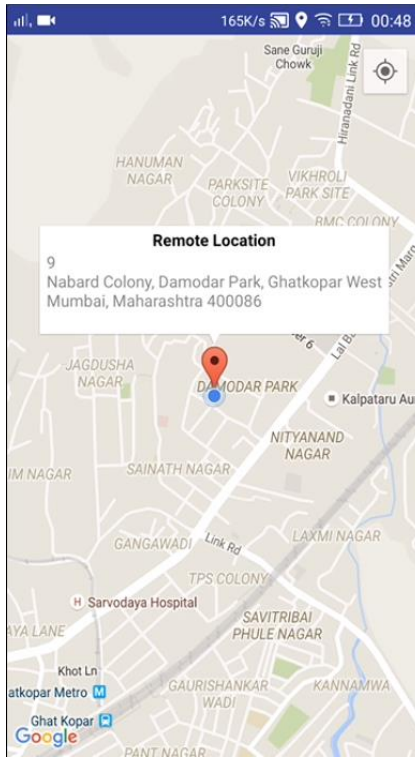 165K/s
00:48
Sane Guruji
Chowk
Hiranadani Link Rd
HANUMAN
NAGAR
PARKSITE
COLONY
VIKHROLI
PARK SITE
BMC COLONY
Remote Location
9
Nabard Colony, Damodar Park, Ghatkopar West
Mumbai, Maharashtra 400086
JAGDUSHA
NAGAR
DAMODAR PARK
Kalpataru Au
NITYANAND
NAGAR
IM NAGAR
SAINATH NAGAR
GANGAWADI
Link Rd
LAXMI NAGAR
TPS COLONY
H Sarvodaya Hospital
SAVITRIBAI
PHULE NAGAR
AYA LANE
Khot Ln
atkopar Metro M
GAURISHANKAR
WADI
KANNAMWA
Ghat Kopar
Google
PANT NAGAR